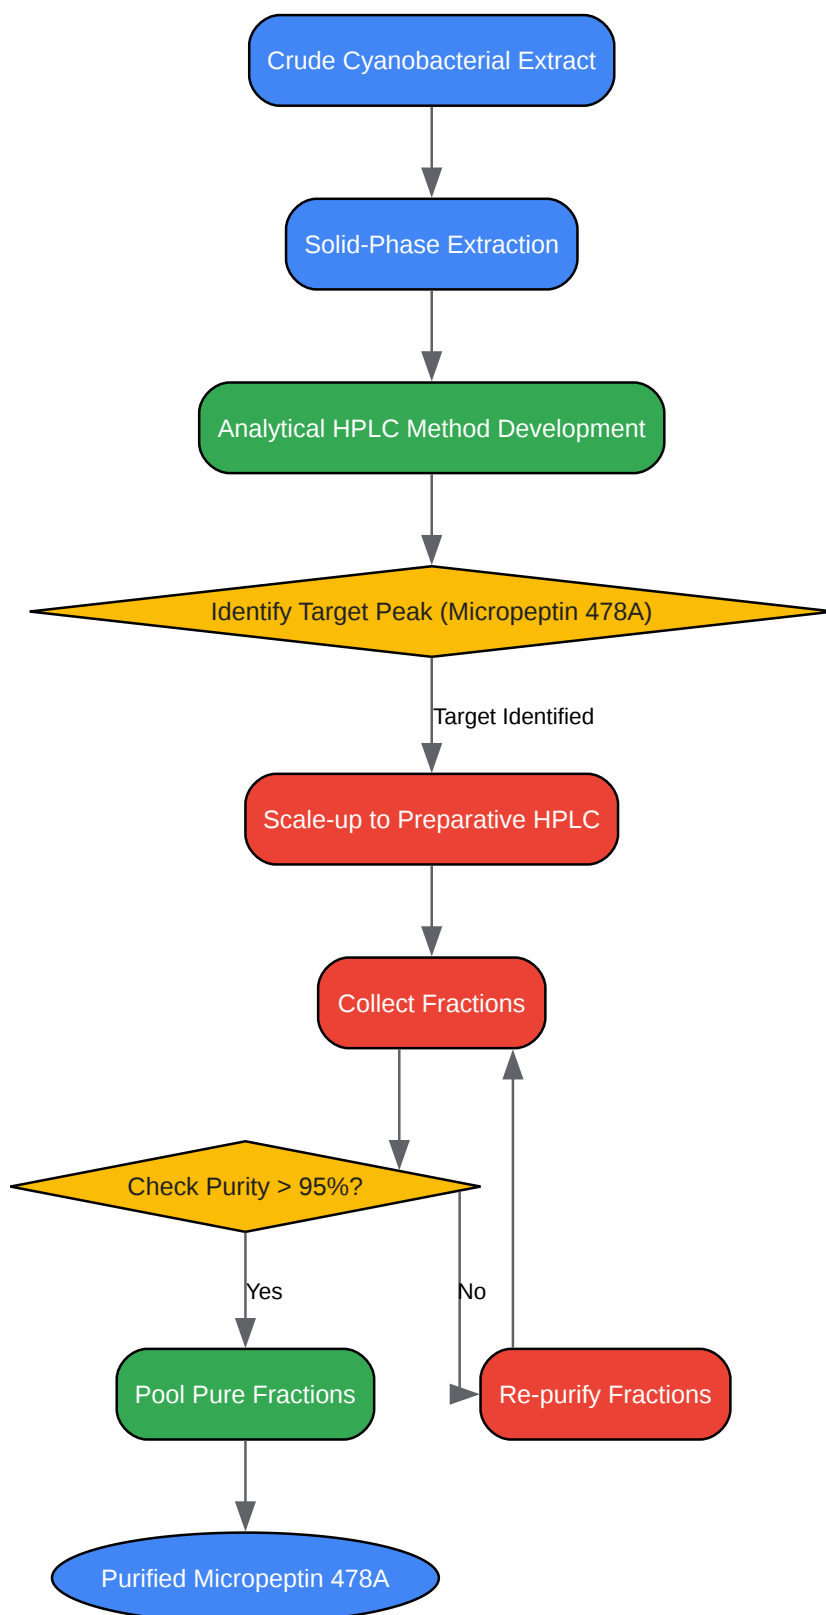 Crude Cyanobacterial Extract
Solid-Phase Extraction
Analytical HPLC Method Development
Identify Target Peak (Micropeptin 478A)
Target Identified
Scale-up to Preparative HPLC
Collect Fractions
Check Purity > 95%?
Yes
No
Pool Pure Fractions
Re-purify Fractions
Purified Micropeptin 478A